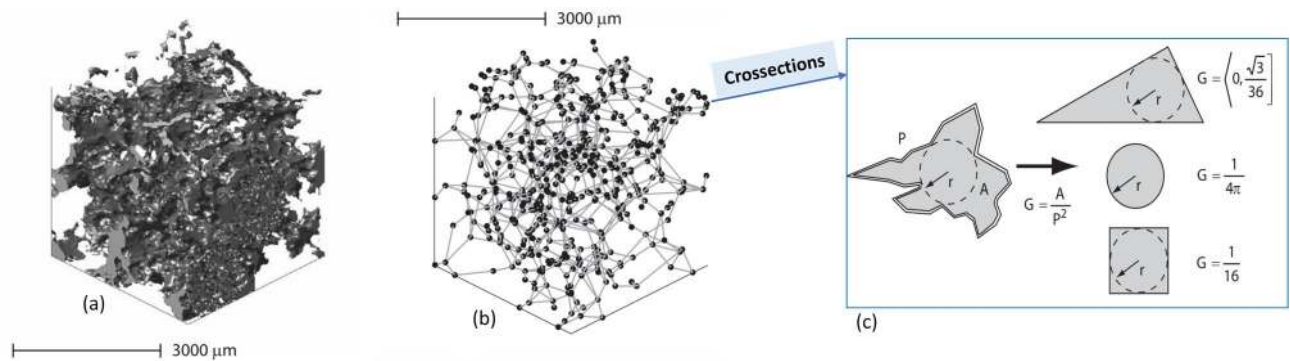 3000 μm
(a)
3000 μm
(b)
Crossections
P
r
A
G = A / P²
r
G = ⟨0, √3/36]
r
G = 1/4π
r
G = 1/16
(c)